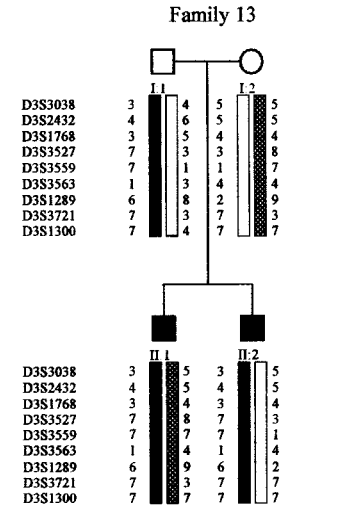 Family 13
I:1 I:2
D3S3038 3 4 5 5
D3S2432 4 6 5 5
D3S1768 3 5 4 4
D3S3527 7 3 3 8
D3S3559 7 1 1 7
D3S3563 1 3 4 4
D3S1289 6 8 2 9
D3S3721 7 3 7 3
D3S1300 7 4 7 7
II:1 II:2
D3S3038 3 5 3 5
D3S2432 4 5 4 5
D3S1768 3 4 3 4
D3S3527 7 8 7 3
D3S3559 7 7 7 1
D3S3563 1 4 1 4
D3S1289 6 9 6 2
D3S3721 7 3 7 7
D3S1300 7 7 7 7